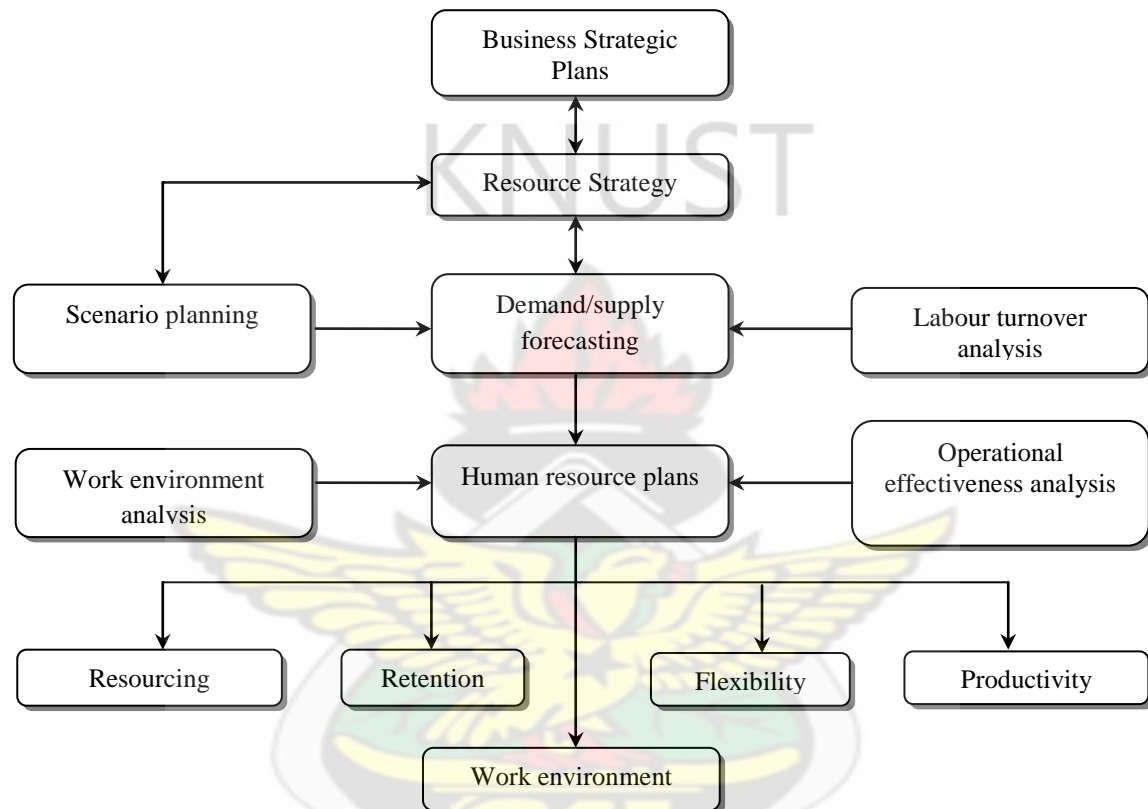 Business Strategic
Plans
KNUST
Resource Strategy
Scenario planning
Demand/supply
forecasting
Labour turnover
analysis
Work environment
analysis
Human resource plans
Operational
effectiveness analysis
Resourcing
Retention
Flexibility
Productivity
Work environment